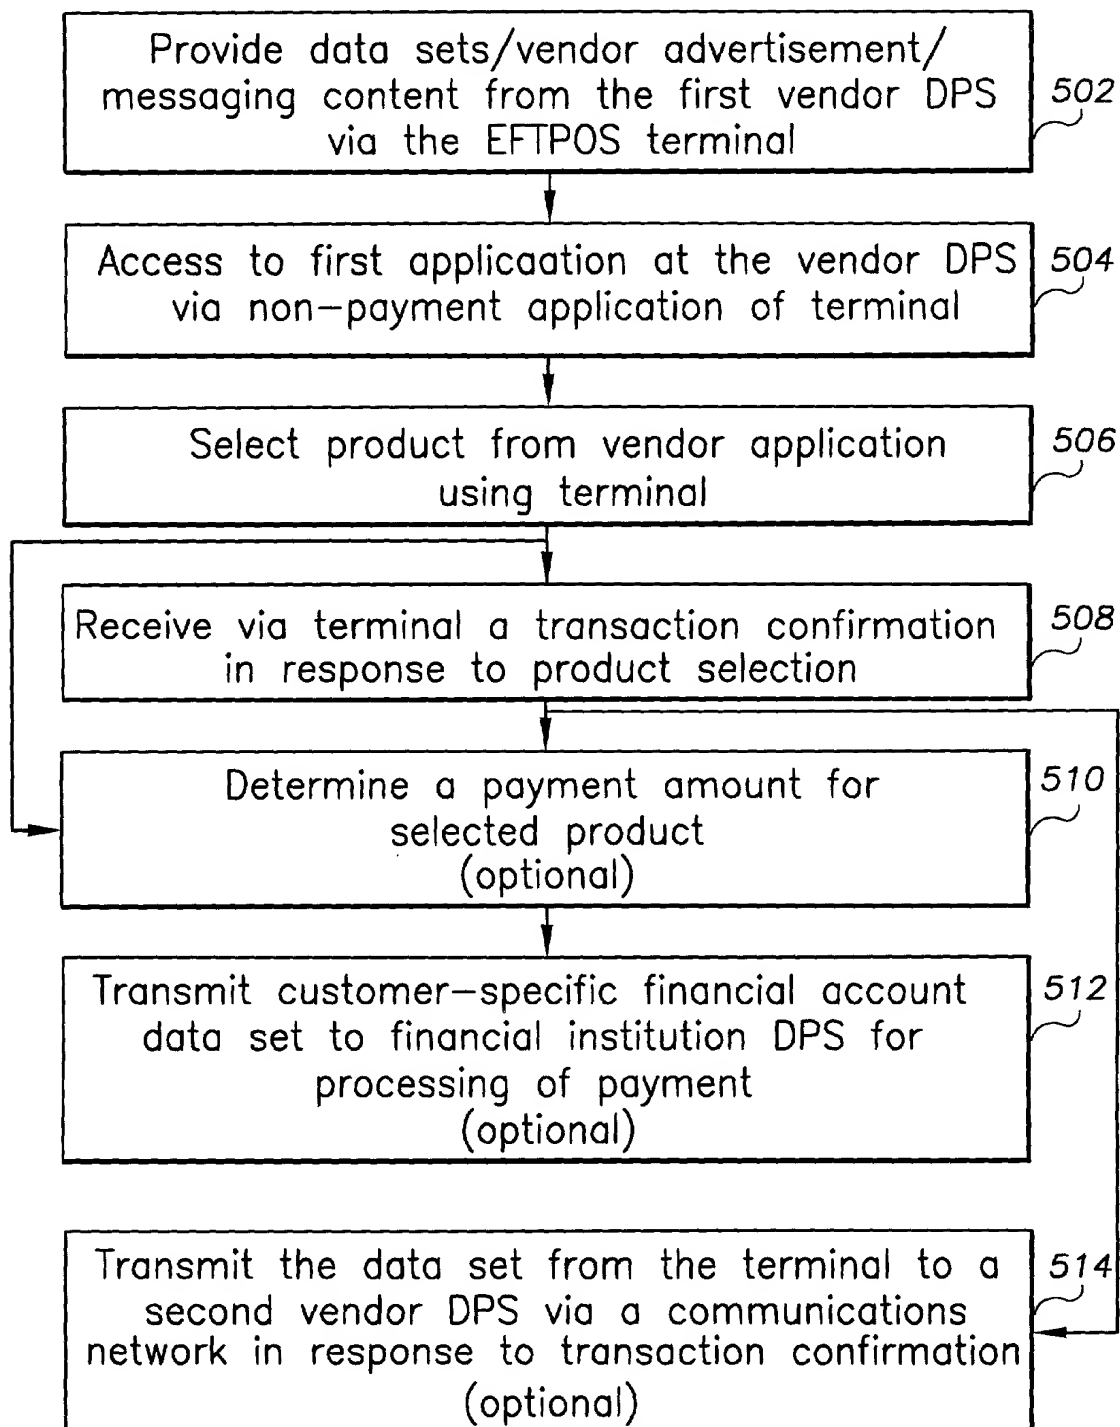 Provide data sets/vendor advertisement/
messaging content from the first vendor DPS
via the EFTPOS terminal
502
Access to first applicaation at the vendor DPS
via non-payment application of terminal
504
Select product from vendor application
using terminal
506
Receive via terminal a transaction confirmation
in response to product selection
508
Determine a payment amount for
selected product
(optional)
510
Transmit customer-specific financial account
data set to financial institution DPS for
processing of payment
(optional)
512
Transmit the data set from the terminal to a
second vendor DPS via a communications
network in response to transaction confirmation
(optional)
514